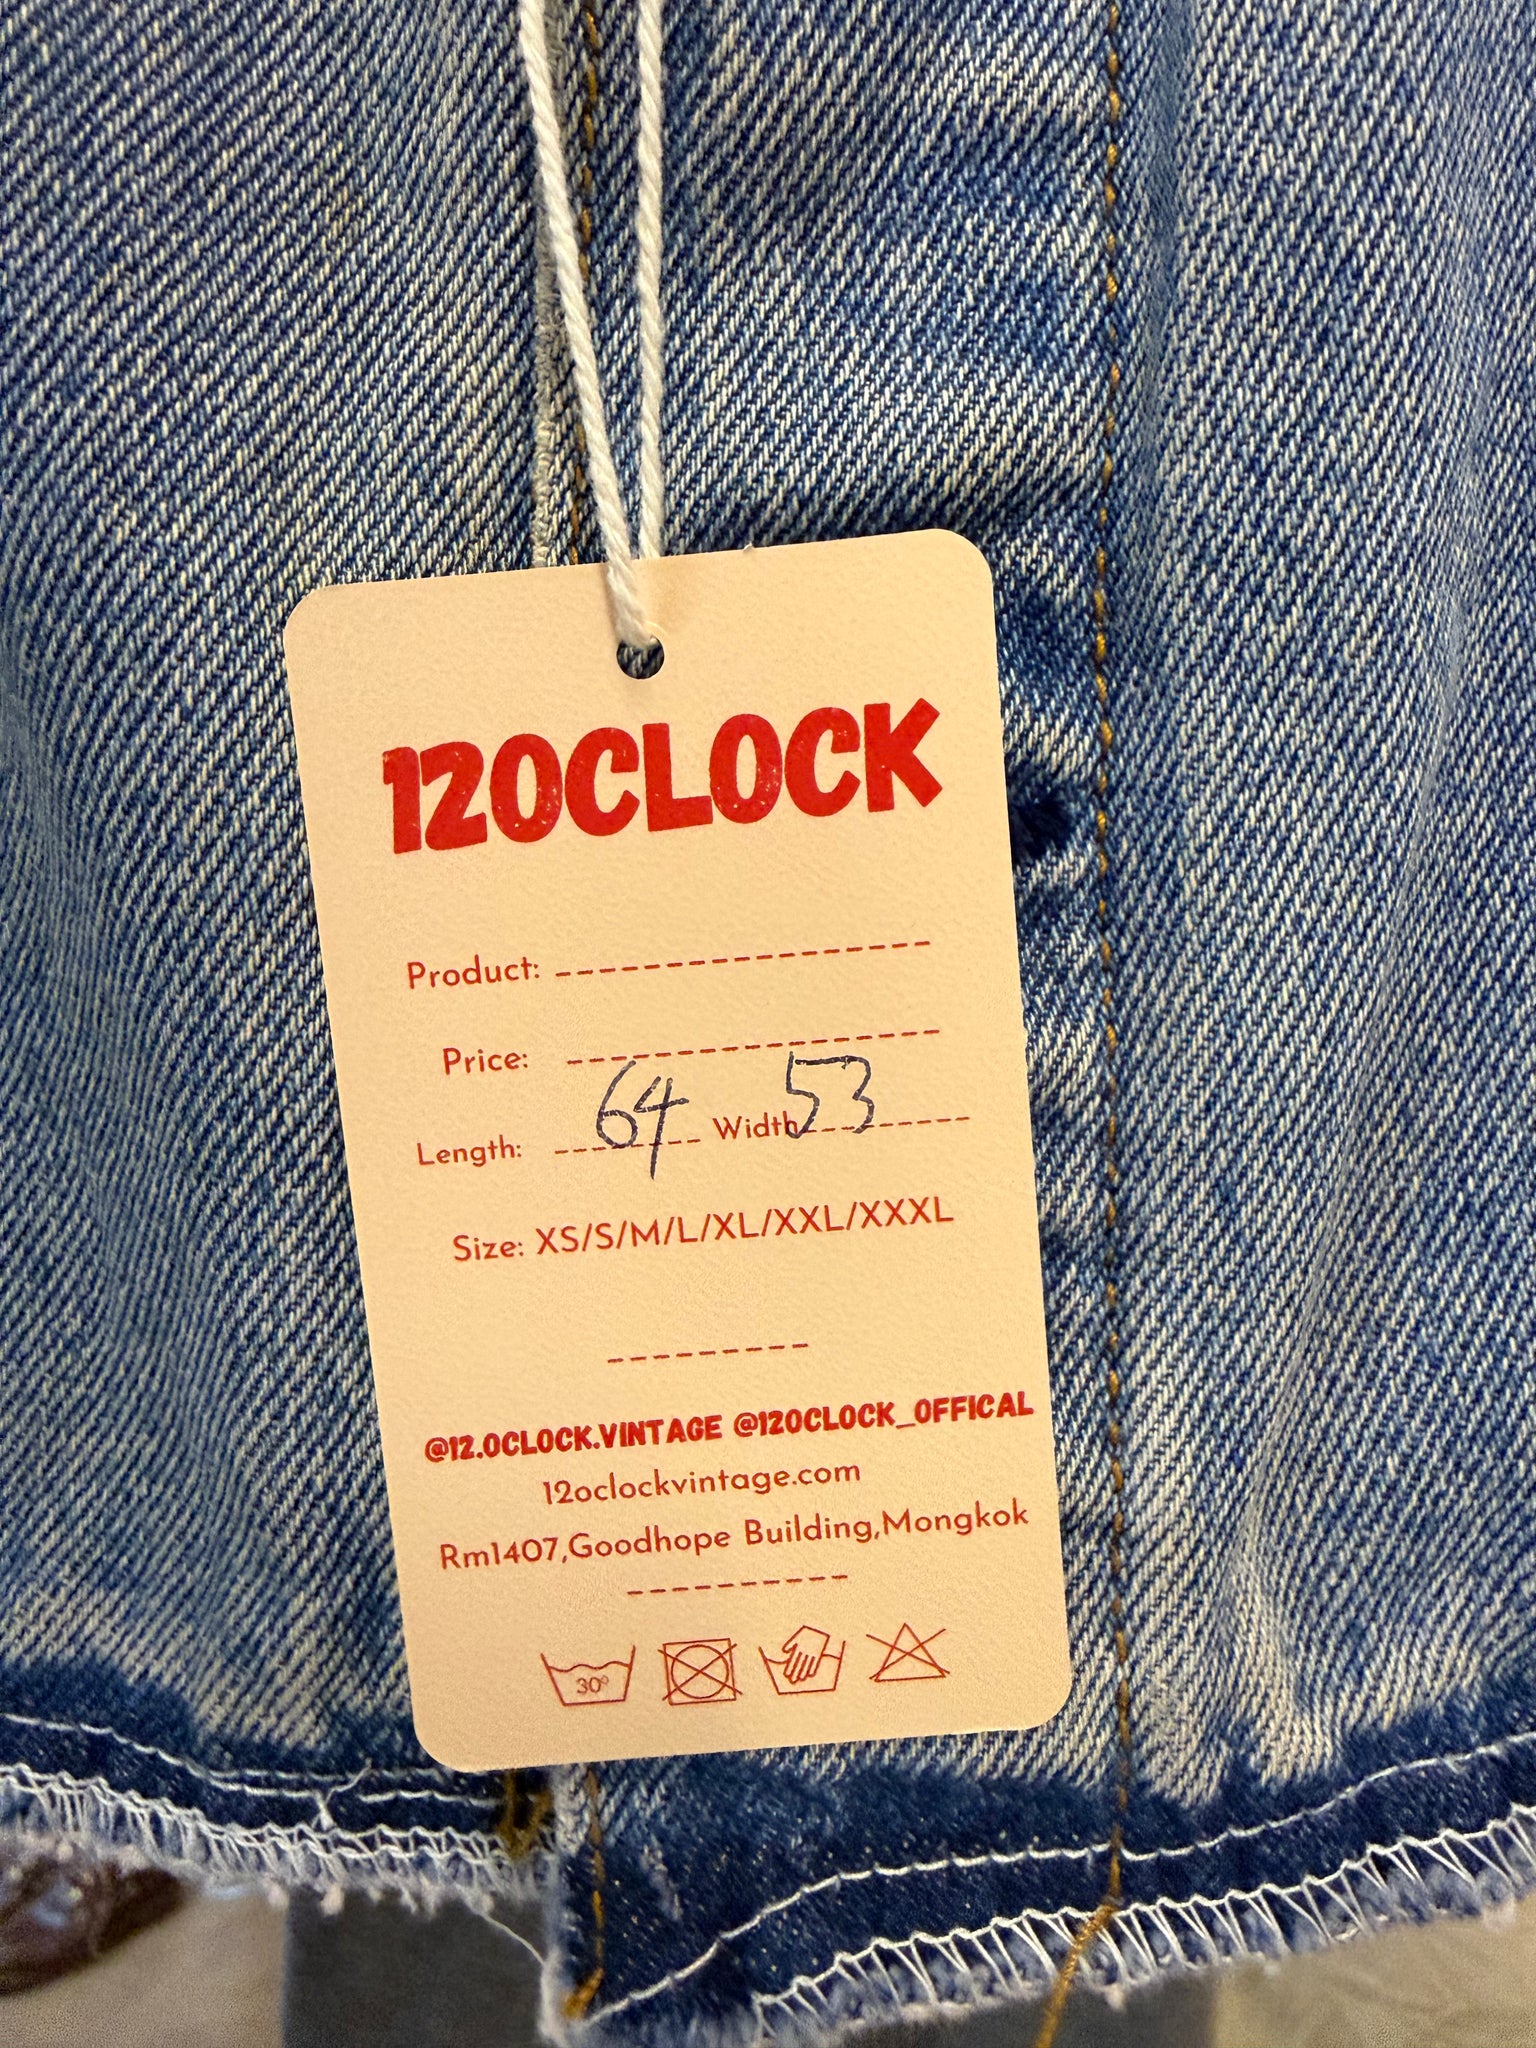 12OCLOCK
Product: -----------------
Price: -----------------
Length: 64 Width 53
Size: XS/S/M/L/XL/XXL/XXXL
---------
@12.OCLOCK.VINTAGE @12OCLOCK_OFFICAL
12oclockvintage.com
Rm1407,Goodhope Building,Mongkok
----------
30°